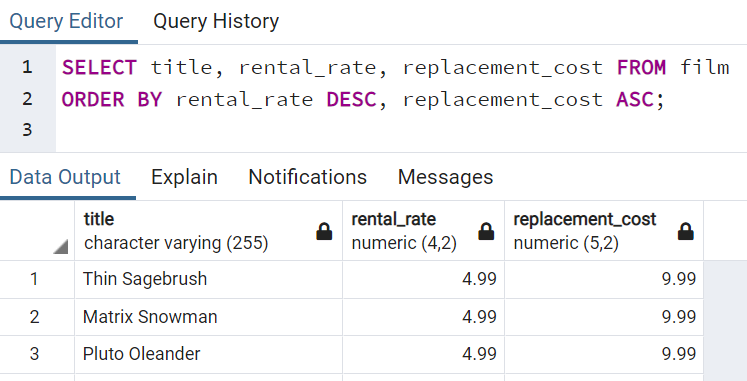 Query Editor Query History
1 SELECT title, rental_rate, replacement_cost FROM film
2 ORDER BY rental_rate DESC, replacement_cost ASC;
3
Data Output Explain Notifications Messages
title rental_rate replacement_cost
character varying (255) numeric (4,2) numeric (5,2)
1 Thin Sagebrush 4.99 9.99
2 Matrix Snowman 4.99 9.99
3 Pluto Oleander 4.99 9.99